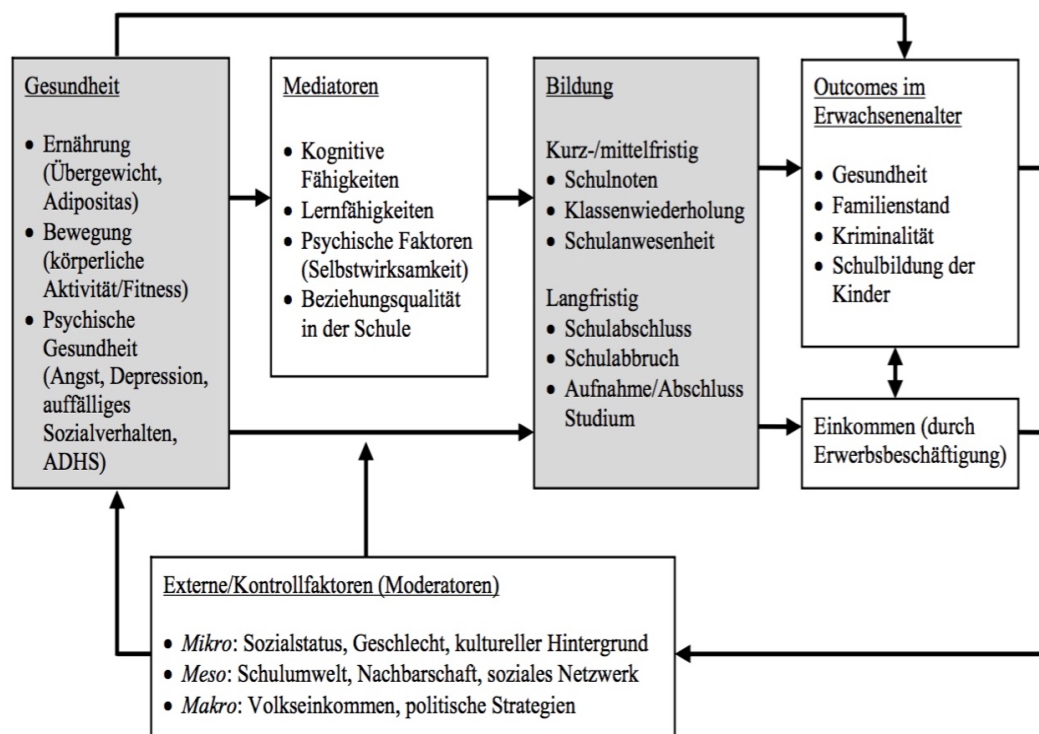 Gesundheit
• Ernährung
(Übergewicht,
Adipositas)
• Bewegung
(körperliche
Aktivität/Fitness)
• Psychische
Gesundheit
(Angst, Depression,
auffälliges
Sozialverhalten,
ADHS)
Mediatoren
• Kognitive
Fähigkeiten
• Lernfähigkeiten
• Psychische Faktoren
(Selbstwirksamkeit)
• Beziehungsqualität
in der Schule
Bildung
Kurz-/mittelfristig
• Schulnoten
• Klassenwiederholung
• Schulanwesenheit
Langfristig
• Schulabschluss
• Schulabbruch
• Aufnahme/Abschluss
Studium
Outcomes im
Erwachsenenalter
• Gesundheit
• Familienstand
• Kriminalität
• Schulbildung der
Kinder
Einkommen (durch
Erwerbsbeschäftigung)
Externe/Kontrollfaktoren (Moderatoren)
• Mikro: Sozialstatus, Geschlecht, kultureller Hintergrund
• Meso: Schulumwelt, Nachbarschaft, soziales Netzwerk
• Makro: Volkseinkommen, politische Strategien